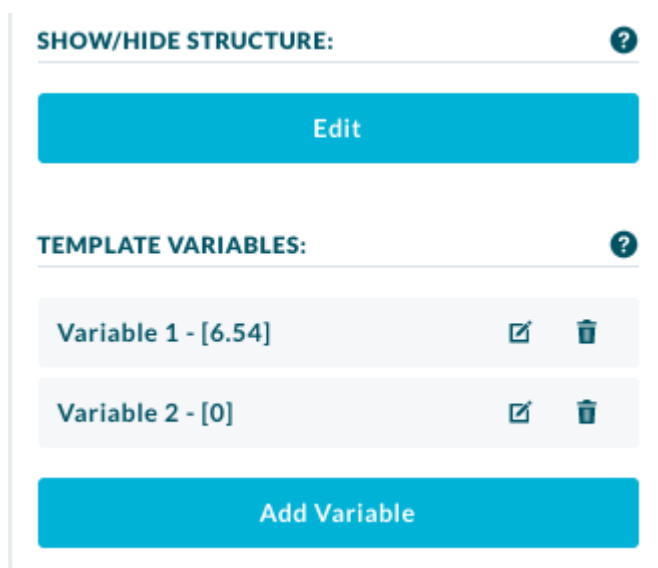 SHOW/HIDE STRUCTURE:
Edit
TEMPLATE VARIABLES:
Variable 1 - [6.54]
Variable 2 - [0]
Add Variable